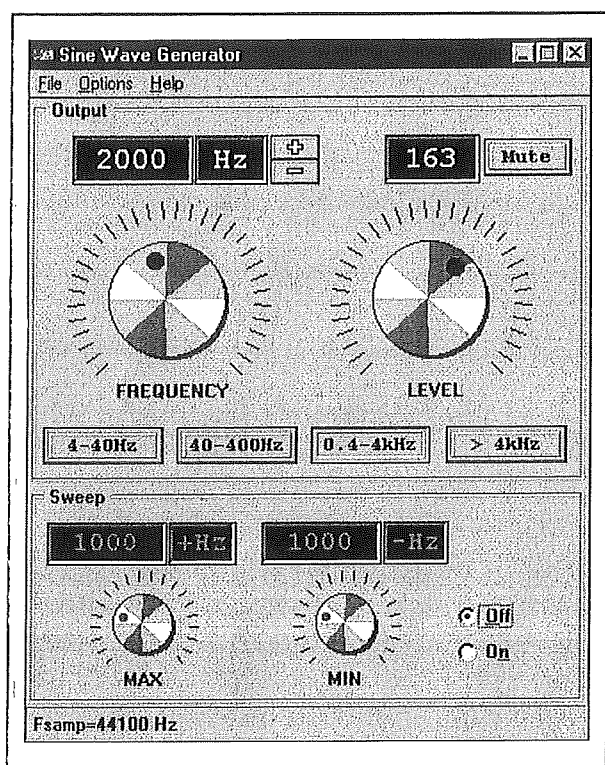 Sine Wave Generator
File Options Help
Output
2000 Hz + − 163 Mute
FREQUENCY LEVEL
4-40Hz 40-400Hz 0.4-4kHz > 4kHz
Sweep
1000 +Hz 1000 -Hz
Off
On
MAX MIN
Fsamp=44100 Hz